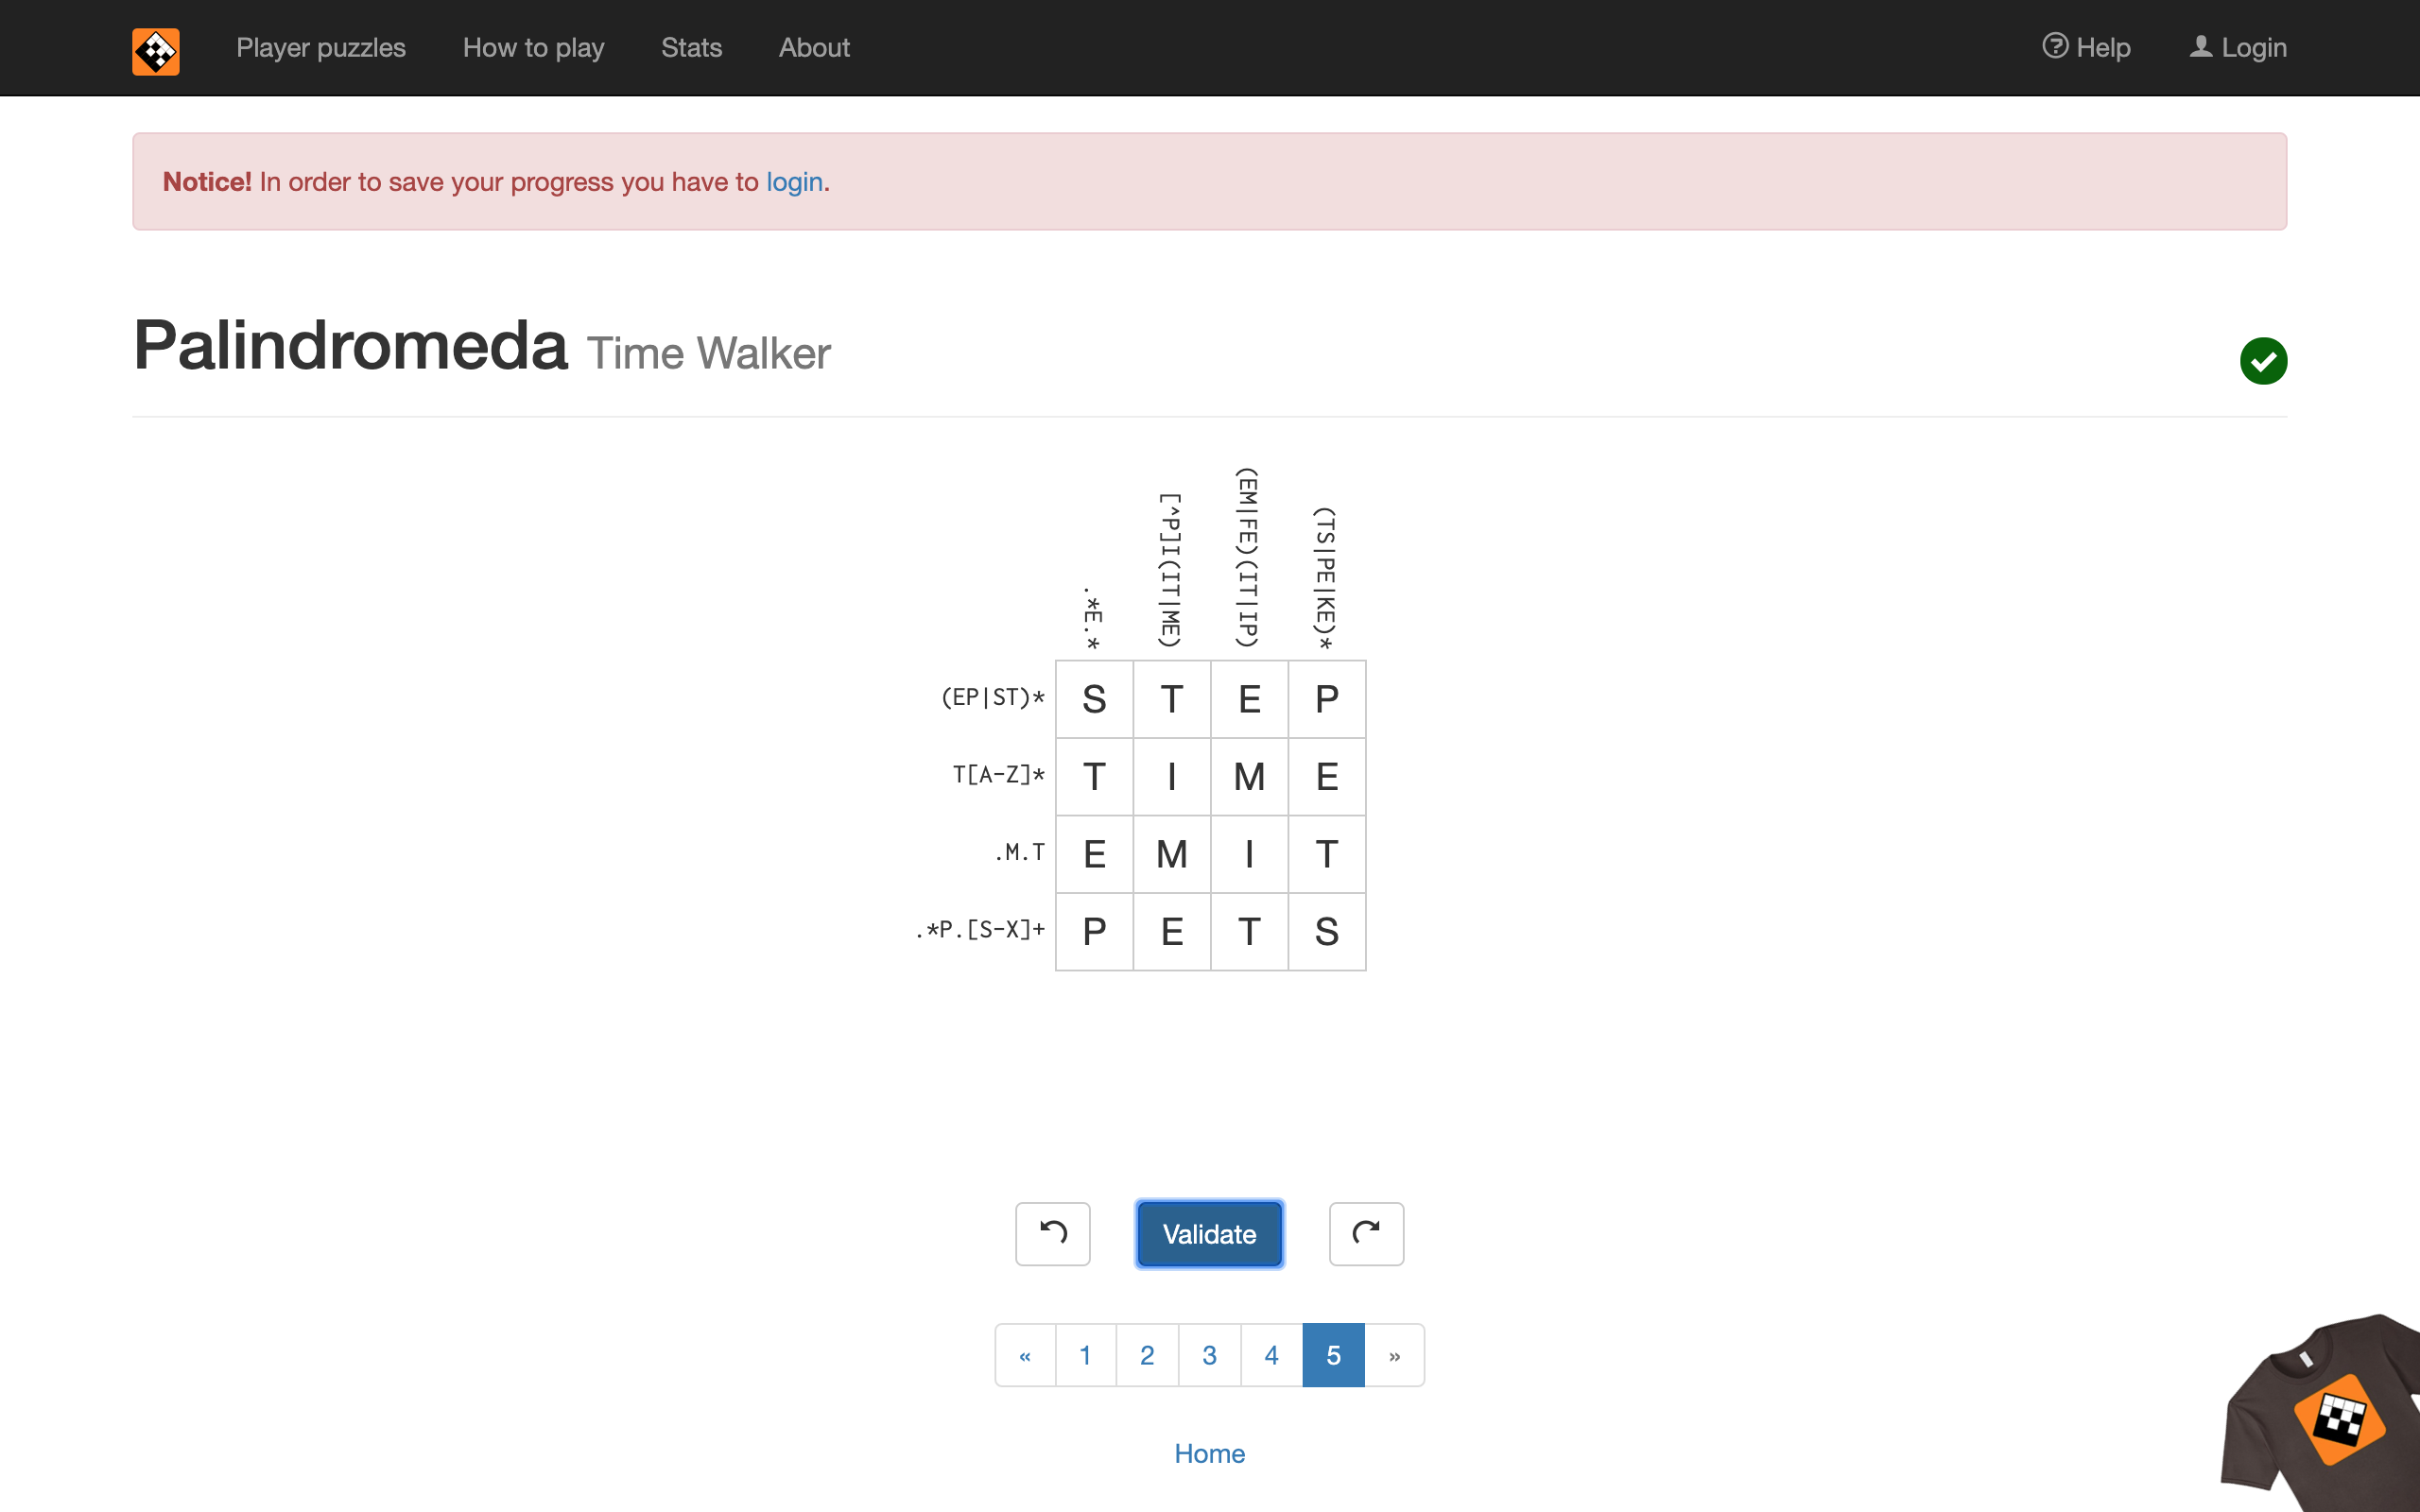 Player puzzles How to play Stats About Help Login
Notice! In order to save your progress you have to login.
Palindromeda Time Walker
.*E.*
[^P]I(IT|ME)
(EM|FE)(IT|IP)
(TS|PE|KE)*
(EP|ST)* S T E P
T[A-Z]* T I M E
.M.T E M I T
.*P.[S-X]+ P E T S
Validate
« 1 2 3 4 5 »
Home